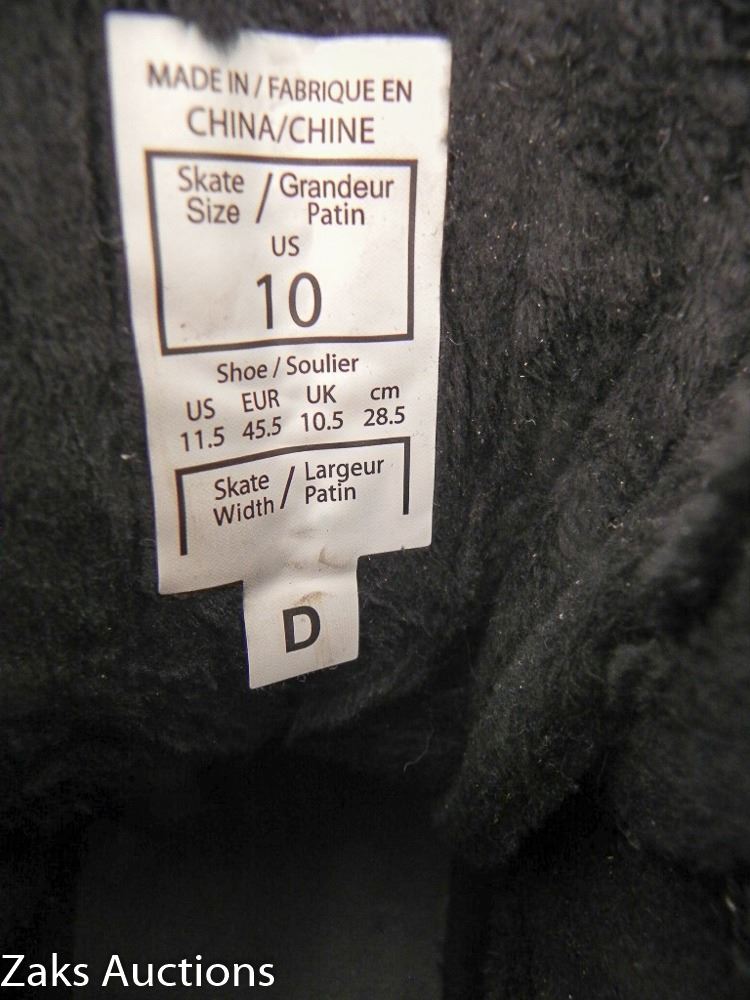 MADE IN / FABRIQUE EN
CHINA/CHINE
Skate Size / Grandeur Patin
US
10
Shoe / Soulier
US EUR UK cm
11.5 45.5 10.5 28.5
Skate Width / Largeur Patin
D
Zaks Auctions